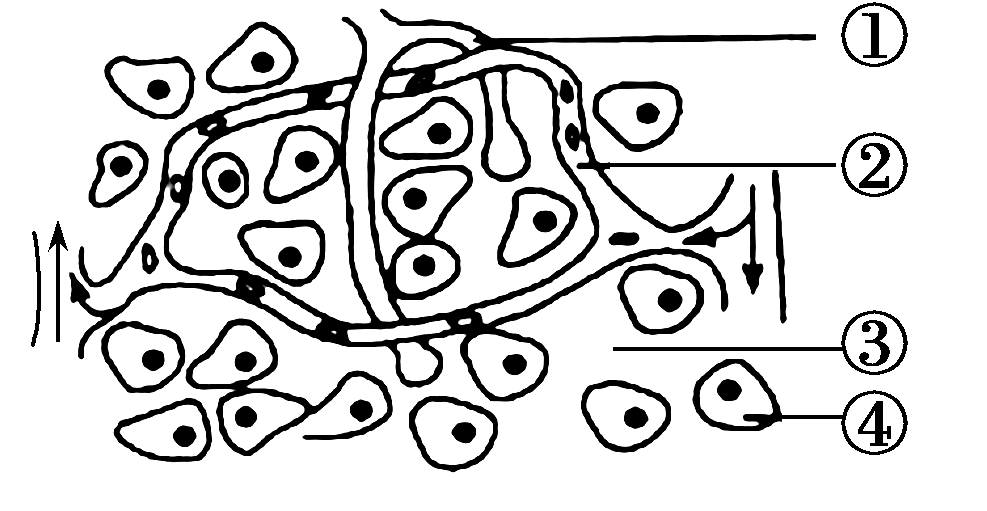 ①
②
③
④